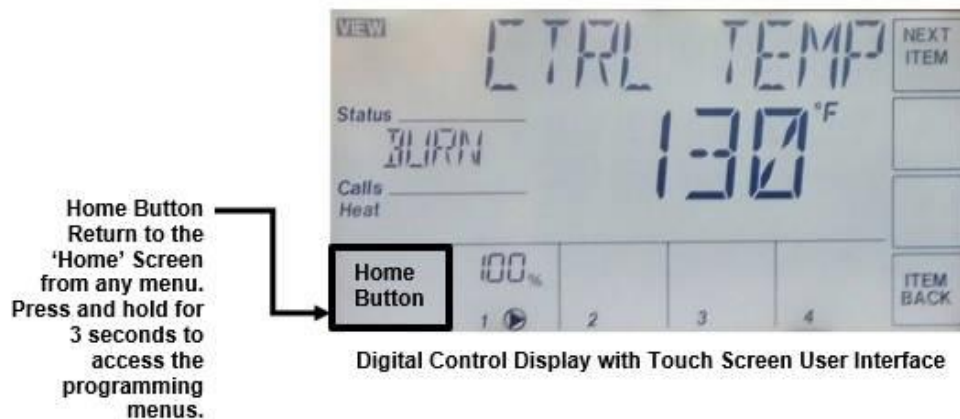 VIEW
CTRL TEMP
NEXT
ITEM
Status
BURN
130 °F
Calls
Heat
Home Button
Return to the
‘Home’ Screen
from any menu.
Press and hold for
3 seconds to
access the
programming
menus.
Home
Button
100%
1
2
3
4
ITEM
BACK
Digital Control Display with Touch Screen User Interface